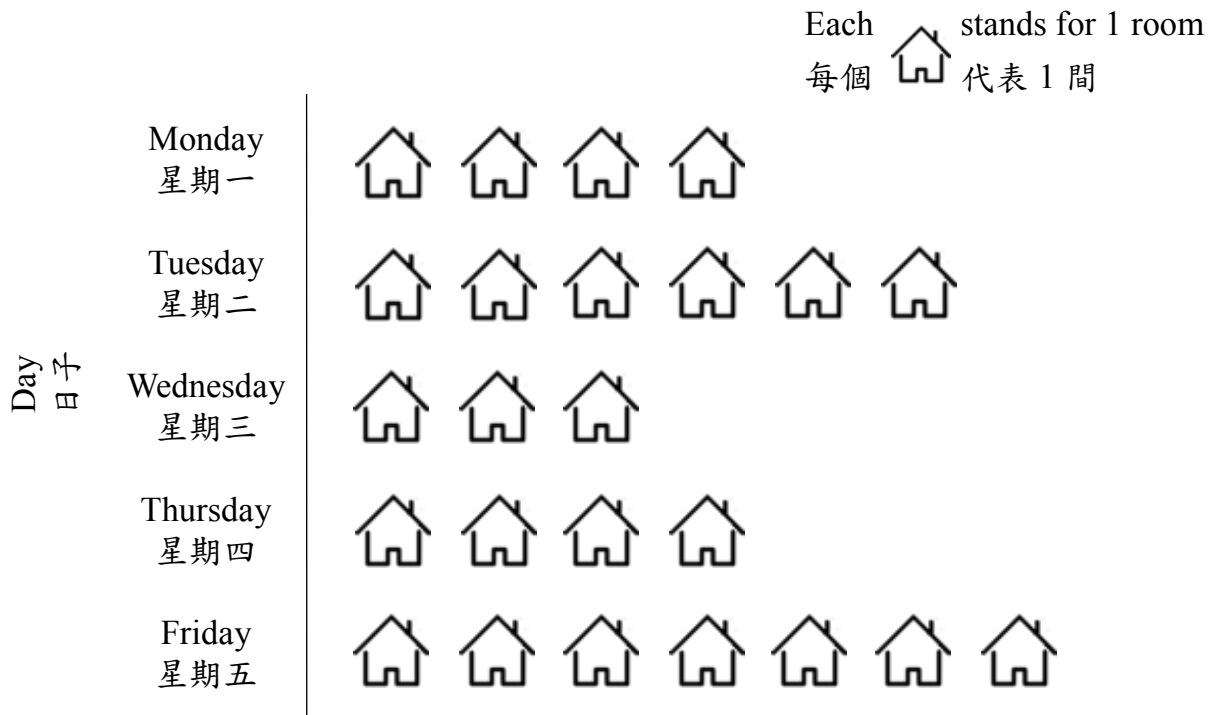 Each stands for 1 room
每個 代表 1 間
Monday
星期一
Tuesday
星期二
Day
日子
Wednesday
星期三
Thursday
星期四
Friday
星期五